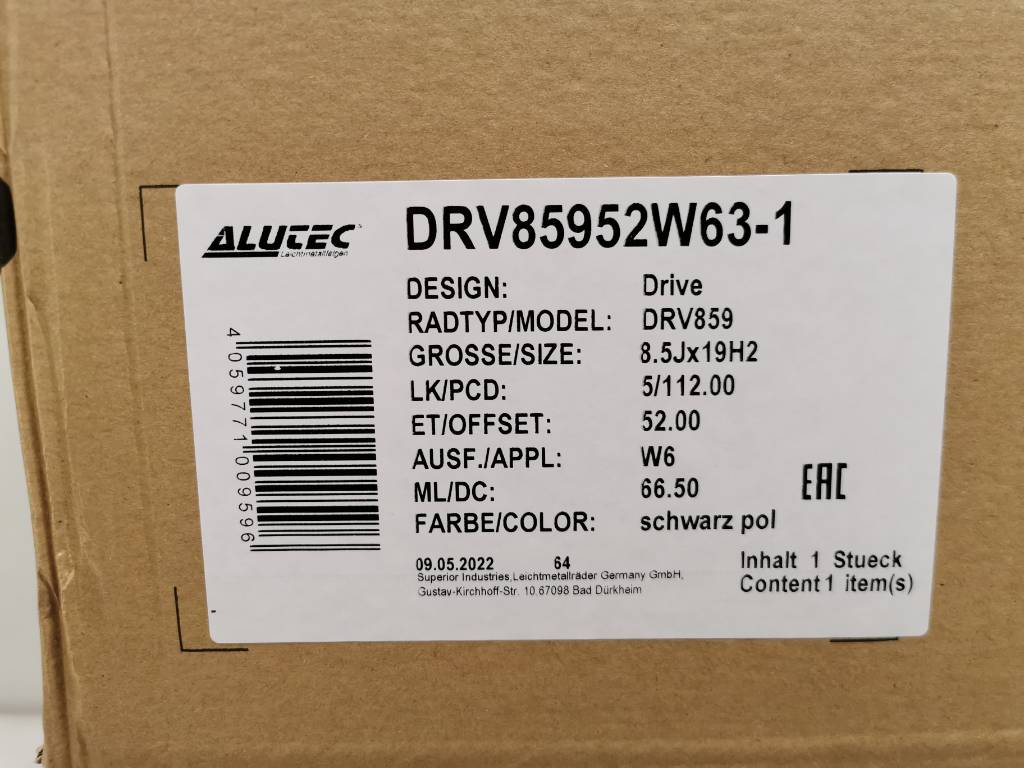 ALUTEC
Leichtmetallfelgen
DRV85952W63-1
DESIGN: Drive
RADTYP/MODEL: DRV859
GROSSE/SIZE: 8.5Jx19H2
LK/PCD: 5/112.00
ET/OFFSET: 52.00
AUSF./APPL: W6
ML/DC: 66.50
FARBE/COLOR: schwarz pol
EAC
4059771009596
09.05.2022 64
Superior Industries,Leichtmetallräder Germany GmbH,
Gustav-Kirchhoff-Str. 10.67098 Bad Dürkheim
Inhalt 1 Stueck
Content 1 item(s)